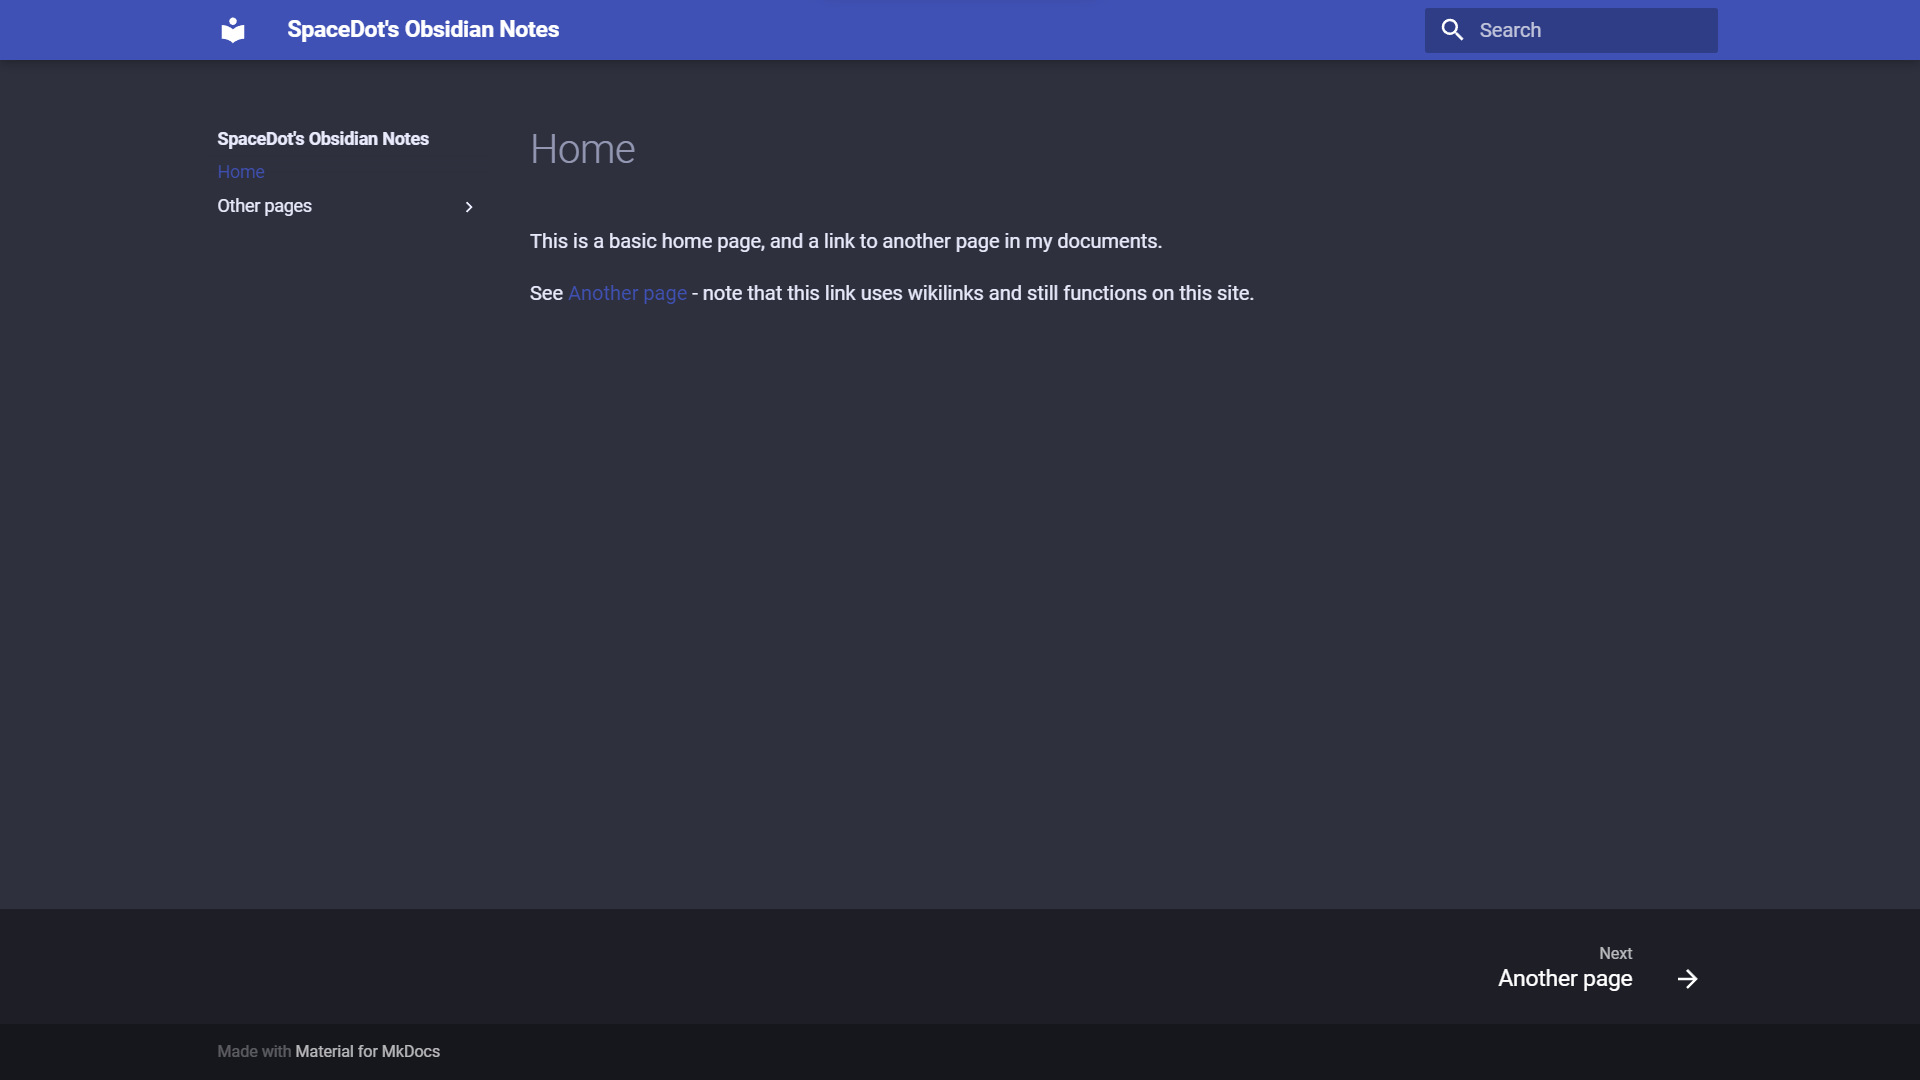 SpaceDot's Obsidian Notes
Search
SpaceDot's Obsidian Notes
Home
Other pages
Home
This is a basic home page, and a link to another page in my documents.
See Another page - note that this link uses wikilinks and still functions on this site.
Next
Another page
Made with Material for MkDocs